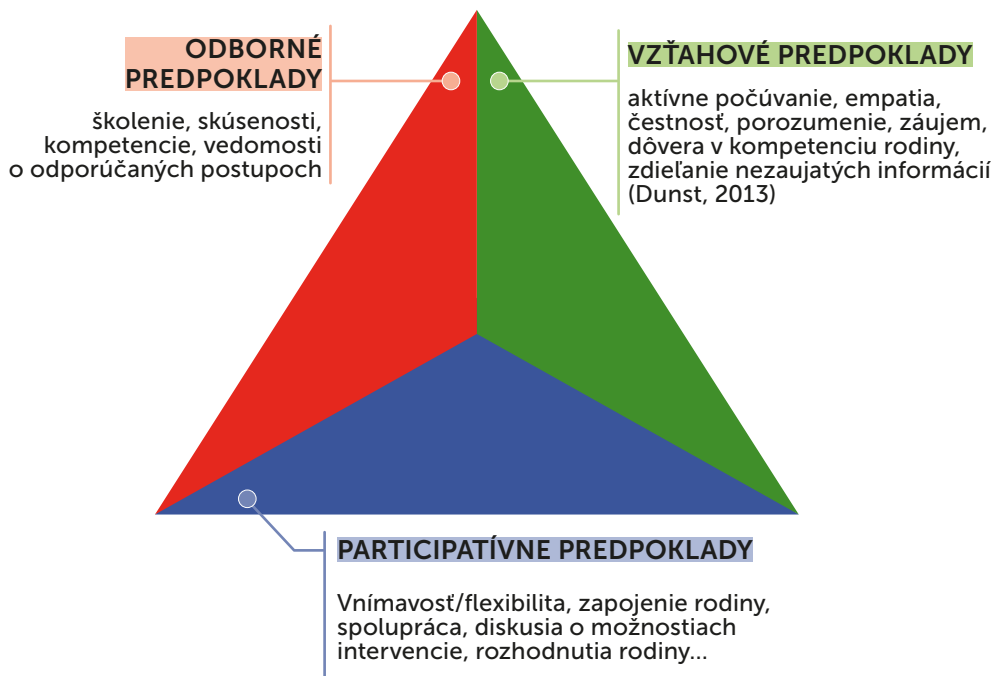 ODBORNÉ
PREDPOKLADY
školenie, skúsenosti,
kompetencie, vedomosti
o odporúčaných postupoch
VZŤAHOVÉ PREDPOKLADY
aktívne počúvanie, empatia,
čestnosť, porozumenie, záujem,
dôvera v kompetenciu rodiny,
zdieľanie nezaujatých informácií
(Dunst, 2013)
PARTICIPATÍVNE PREDPOKLADY
Vnímavosť/flexibilita, zapojenie rodiny,
spolupráca, diskusia o možnostiach
intervencie, rozhodnutia rodiny...